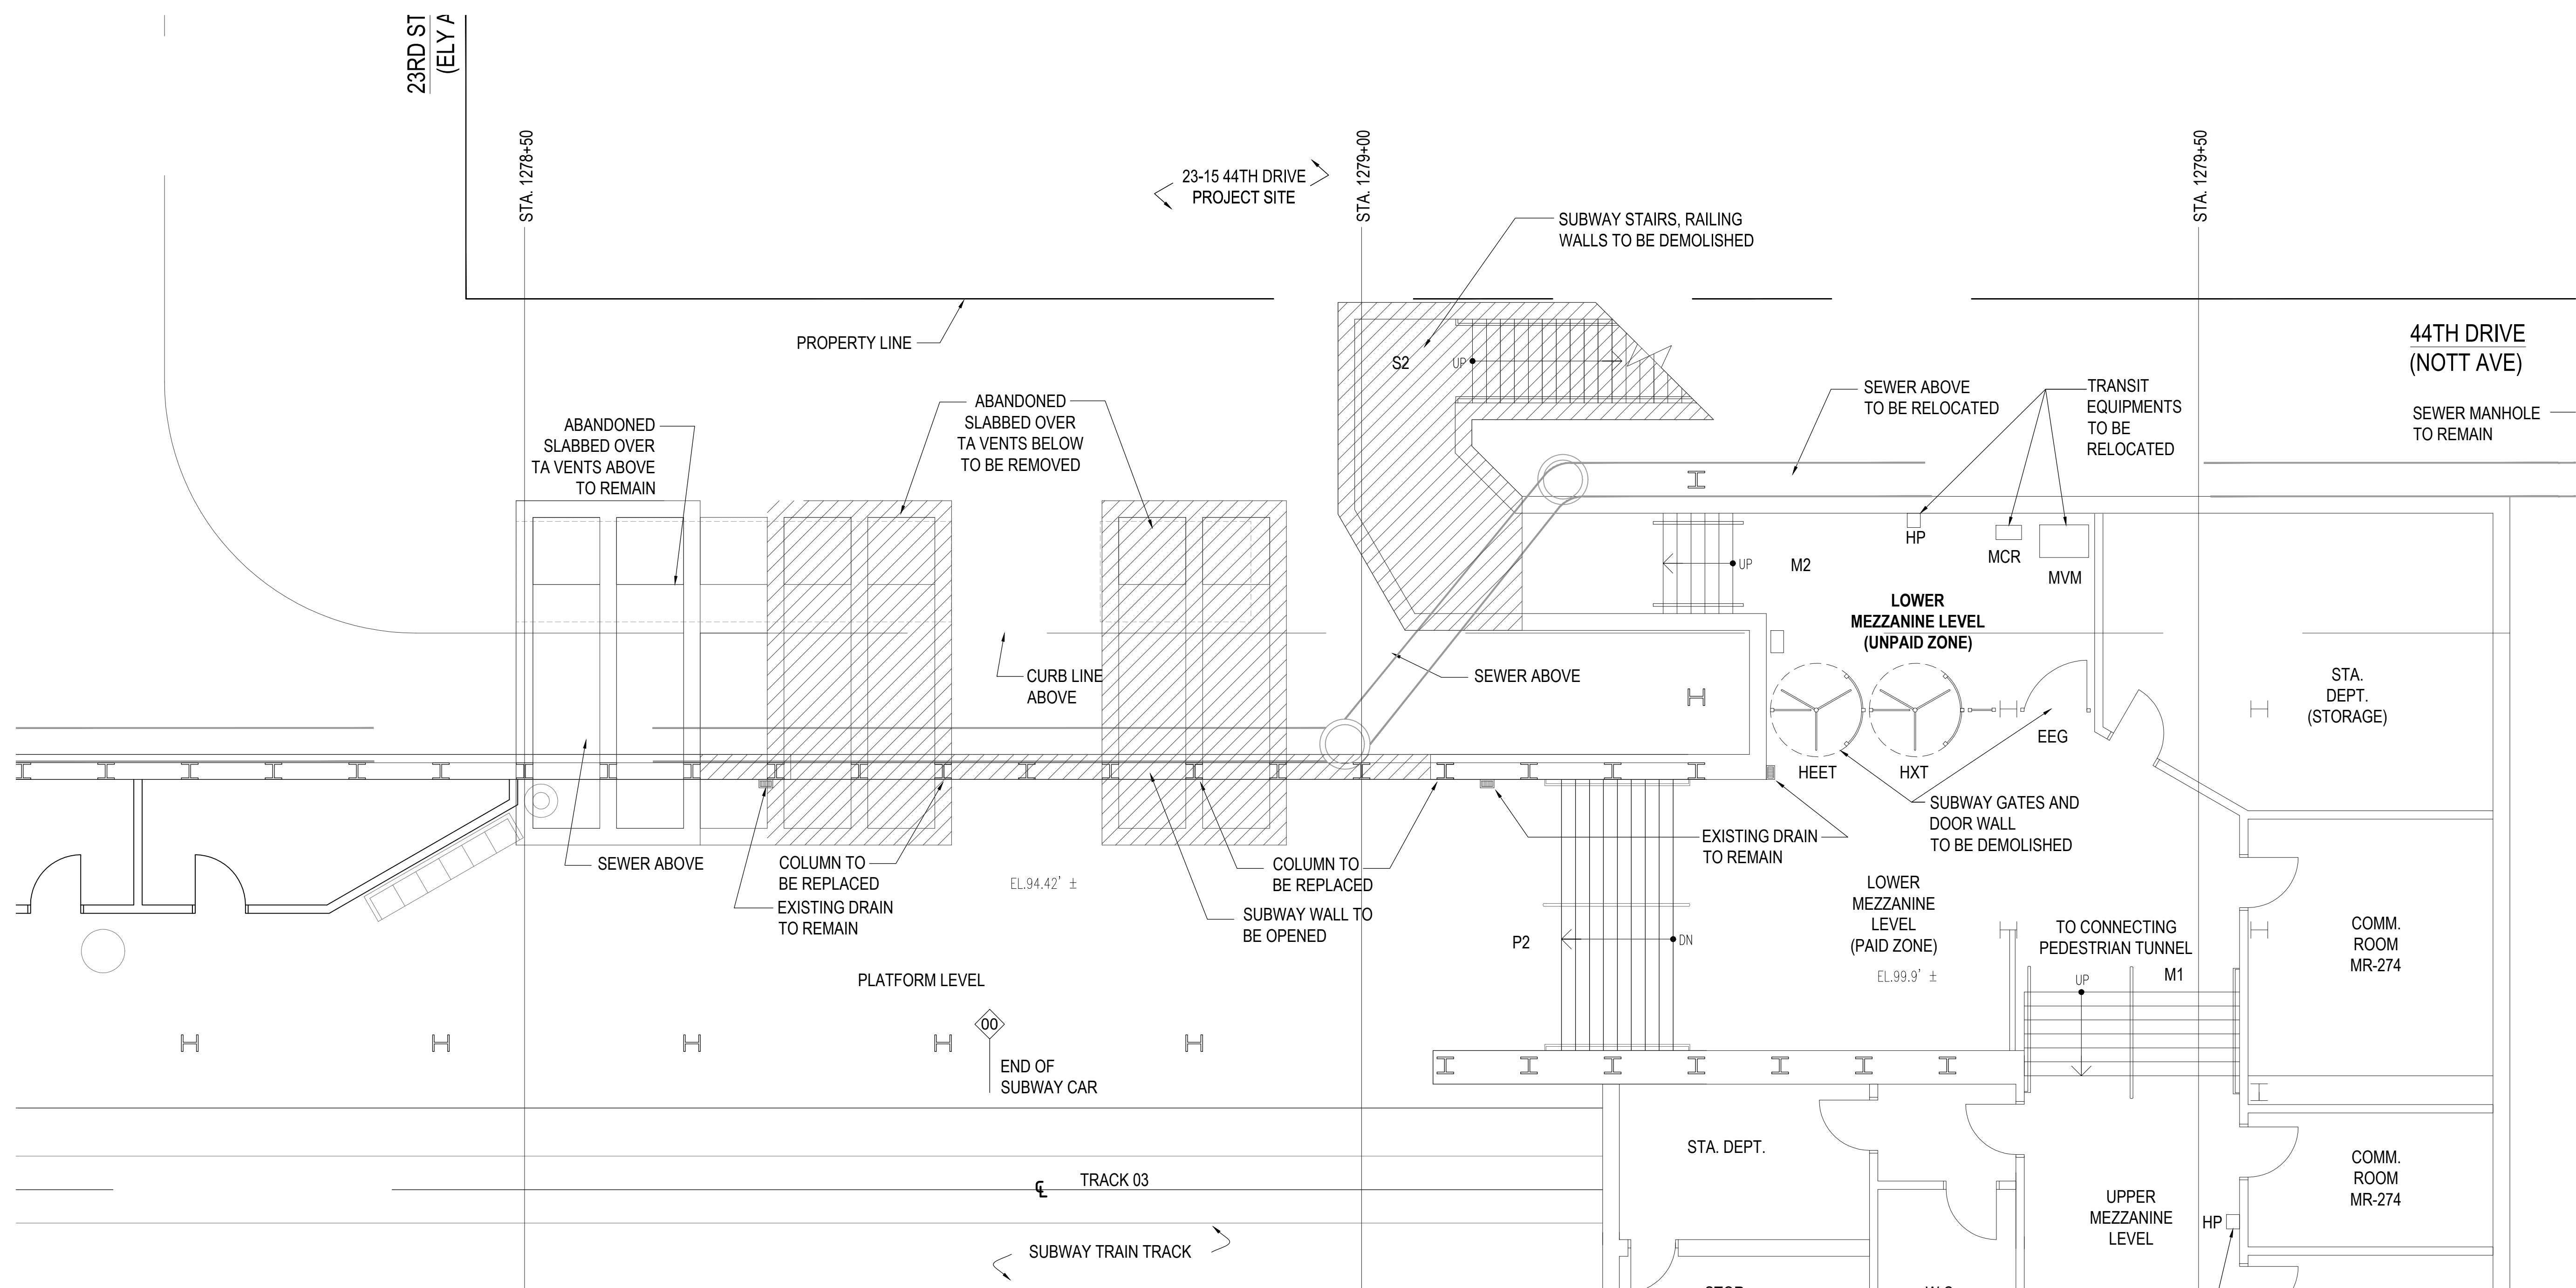 23RD ST
(ELY A
STA. 1278+50
STA. 1279+00
STA. 1279+50
23-15 44TH DRIVE
PROJECT SITE
SUBWAY STAIRS, RAILING
WALLS TO BE DEMOLISHED
PROPERTY LINE
44TH DRIVE
(NOTT AVE)
S2
UP
SEWER ABOVE
TO BE RELOCATED
TRANSIT
EQUIPMENTS
TO BE
RELOCATED
SEWER MANHOLE
TO REMAIN
ABANDONED
SLABBED OVER
TA VENTS ABOVE
TO REMAIN
ABANDONED
SLABBED OVER
TA VENTS BELOW
TO BE REMOVED
HP
MCR
MVM
UP
M2
LOWER
MEZZANINE LEVEL
(UNPAID ZONE)
CURB LINE
ABOVE
SEWER ABOVE
STA.
DEPT.
(STORAGE)
EEG
HEET
HXT
SUBWAY GATES AND
DOOR WALL
TO BE DEMOLISHED
EXISTING DRAIN
TO REMAIN
SEWER ABOVE
COLUMN TO
BE REPLACED
EXISTING DRAIN
TO REMAIN
EL.94.42' ±
COLUMN TO
BE REPLACED
SUBWAY WALL TO
BE OPENED
LOWER
MEZZANINE
LEVEL
(PAID ZONE)
EL.99.9' ±
P2
DN
TO CONNECTING
PEDESTRIAN TUNNEL
M1
UP
COMM.
ROOM
MR-274
PLATFORM LEVEL
00
END OF
SUBWAY CAR
STA. DEPT.
COMM.
ROOM
MR-274
TRACK 03
UPPER
MEZZANINE
LEVEL
HP
SUBWAY TRAIN TRACK